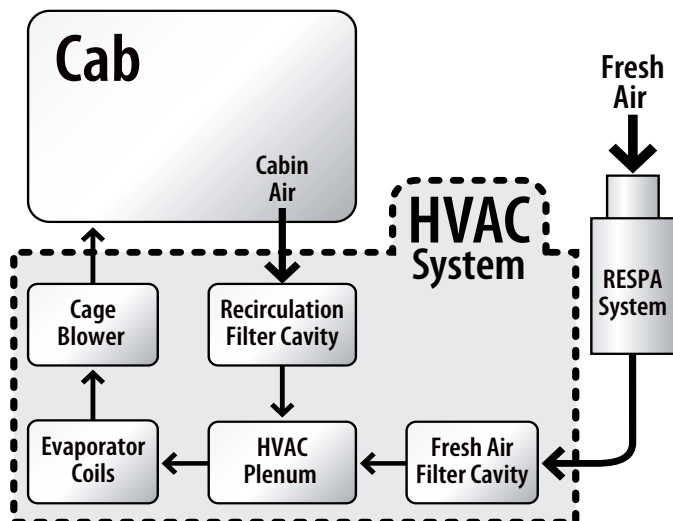 Cab
Fresh
Air
Cabin
Air
HVAC
System
RESPA
System
Cage
Blower
Recirculation
Filter Cavity
Evaporator
Coils
HVAC
Plenum
Fresh Air
Filter Cavity